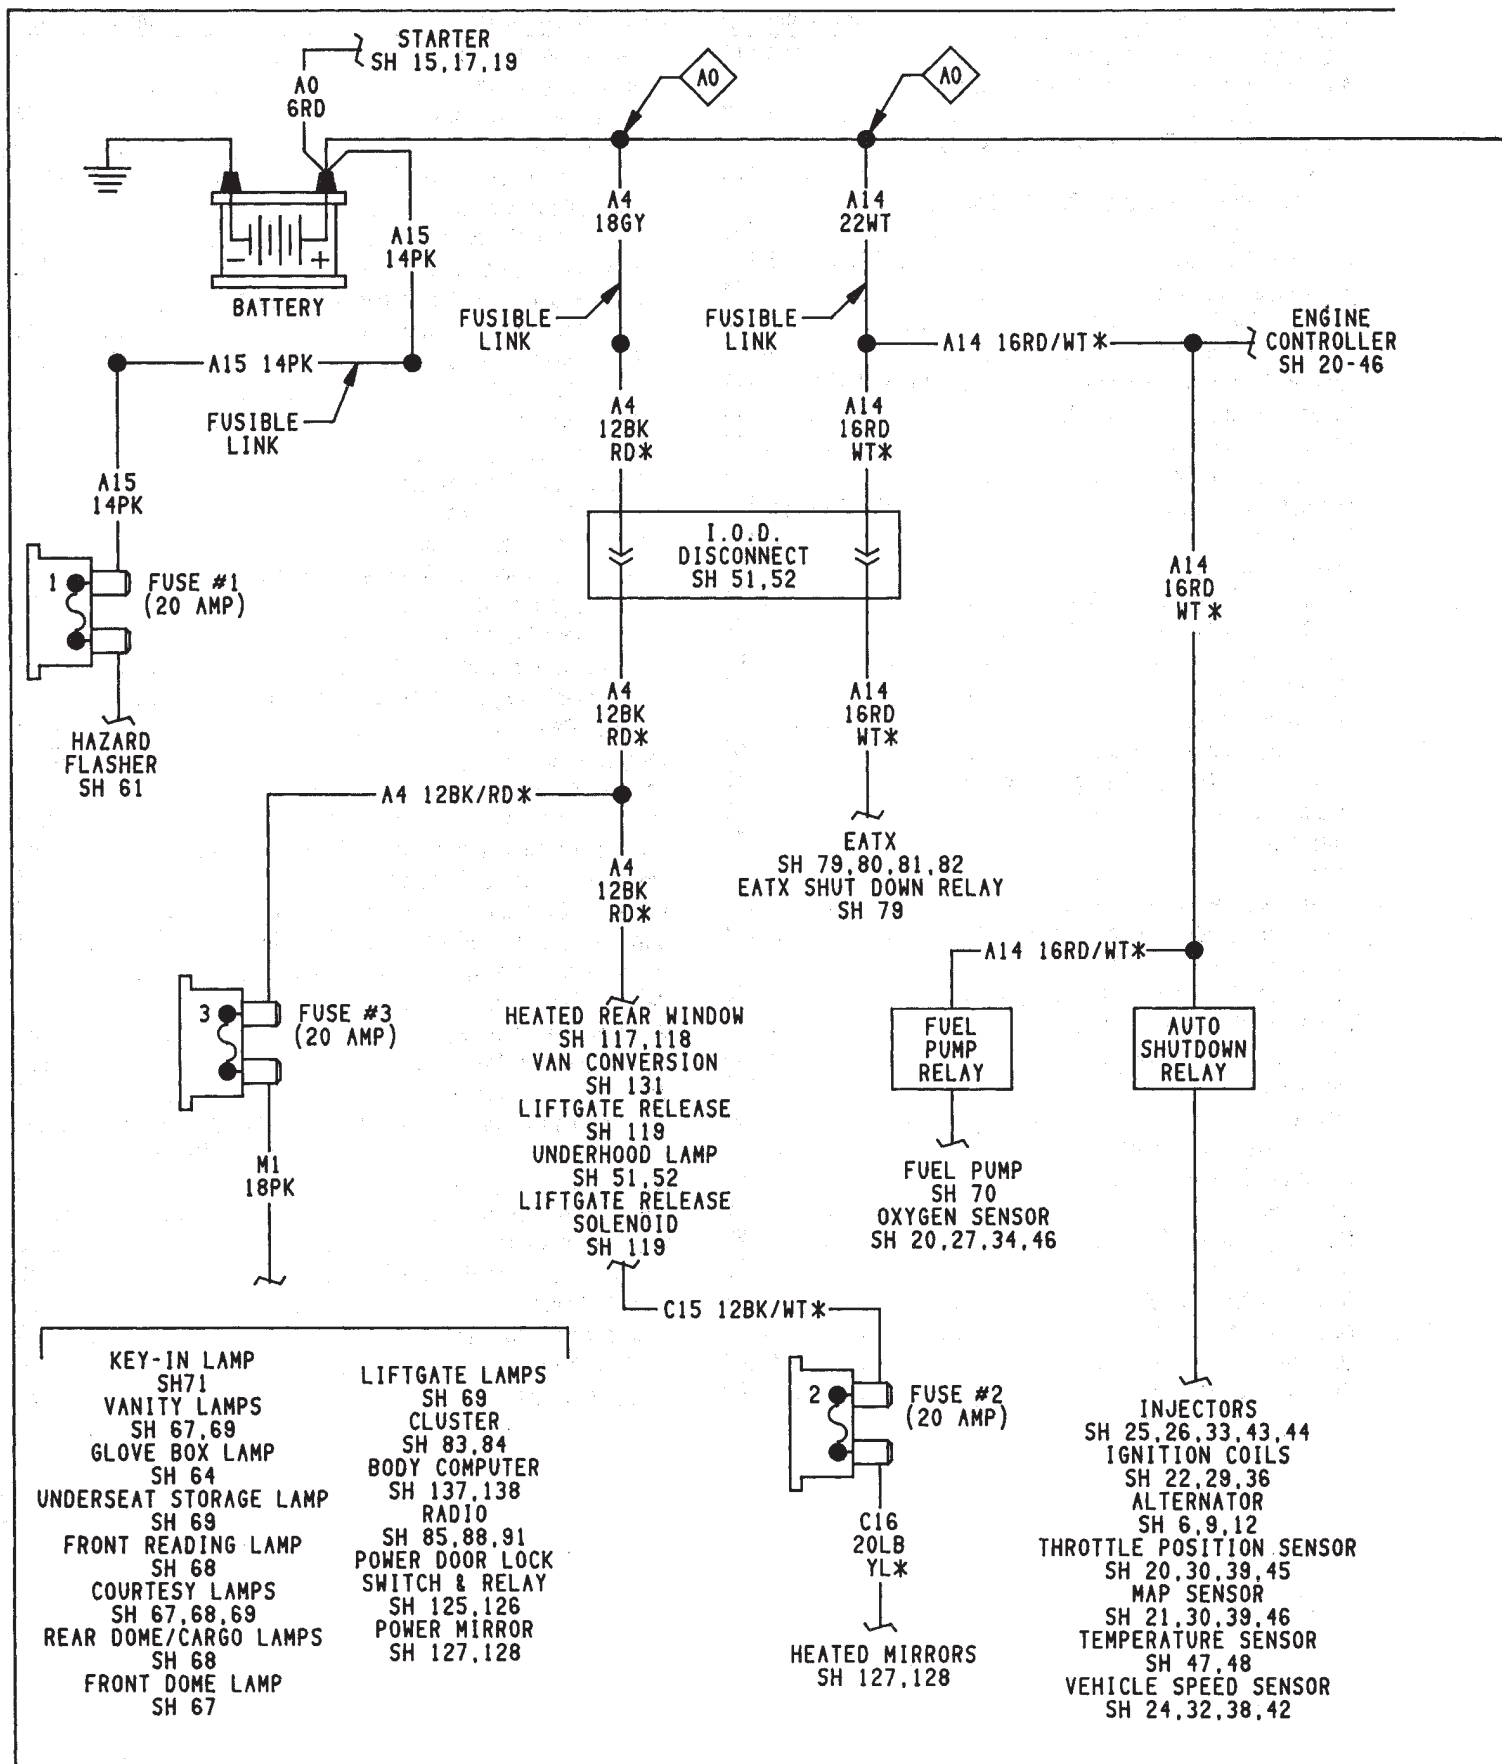 STARTER
SH 15,17,19
A0
6RD
A0
A0
A15
14PK
BATTERY
A4
18GY
A14
22WT
FUSIBLE
LINK
FUSIBLE
LINK
A14 16RD/WT*
ENGINE
CONTROLLER
SH 20-46
A15 14PK
FUSIBLE
LINK
A4
12BK
RD*
A14
16RD
WT*
A15
14PK
I.O.D.
DISCONNECT
SH 51,52
A14
16RD
WT*
1
FUSE #1
(20 AMP)
HAZARD
FLASHER
SH 61
A4
12BK
RD*
A14
16RD
WT*
A4 12BK/RD*
A4
12BK
RD*
EATX
SH 79,80,81,82
EATX SHUT DOWN RELAY
SH 79
A14 16RD/WT*
3
FUSE #3
(20 AMP)
FUEL
PUMP
RELAY
AUTO
SHUTDOWN
RELAY
HEATED REAR WINDOW
SH 117,118
VAN CONVERSION
SH 131
LIFTGATE RELEASE
SH 119
UNDERHOOD LAMP
SH 51,52
LIFTGATE RELEASE
SOLENOID
SH 119
M1
18PK
FUEL PUMP
SH 70
OXYGEN SENSOR
SH 20,27,34,46
C15 12BK/WT*
KEY-IN LAMP
SH71
VANITY LAMPS
SH 67,69
GLOVE BOX LAMP
SH 64
UNDERSEAT STORAGE LAMP
SH 69
FRONT READING LAMP
SH 68
COURTESY LAMPS
SH 67,68,69
REAR DOME/CARGO LAMPS
SH 68
FRONT DOME LAMP
SH 67
LIFTGATE LAMPS
SH 69
CLUSTER
SH 83,84
BODY COMPUTER
SH 137,138
RADIO
SH 85,88,91
POWER DOOR LOCK
SWITCH & RELAY
SH 125,126
POWER MIRROR
SH 127,128
2
FUSE #2
(20 AMP)
C16
20LB
YL*
HEATED MIRRORS
SH 127,128
INJECTORS
SH 25,26,33,43,44
IGNITION COILS
SH 22,29,36
ALTERNATOR
SH 6,9,12
THROTTLE POSITION SENSOR
SH 20,30,39,45
MAP SENSOR
SH 21,30,39,46
TEMPERATURE SENSOR
SH 47,48
VEHICLE SPEED SENSOR
SH 24,32,38,42